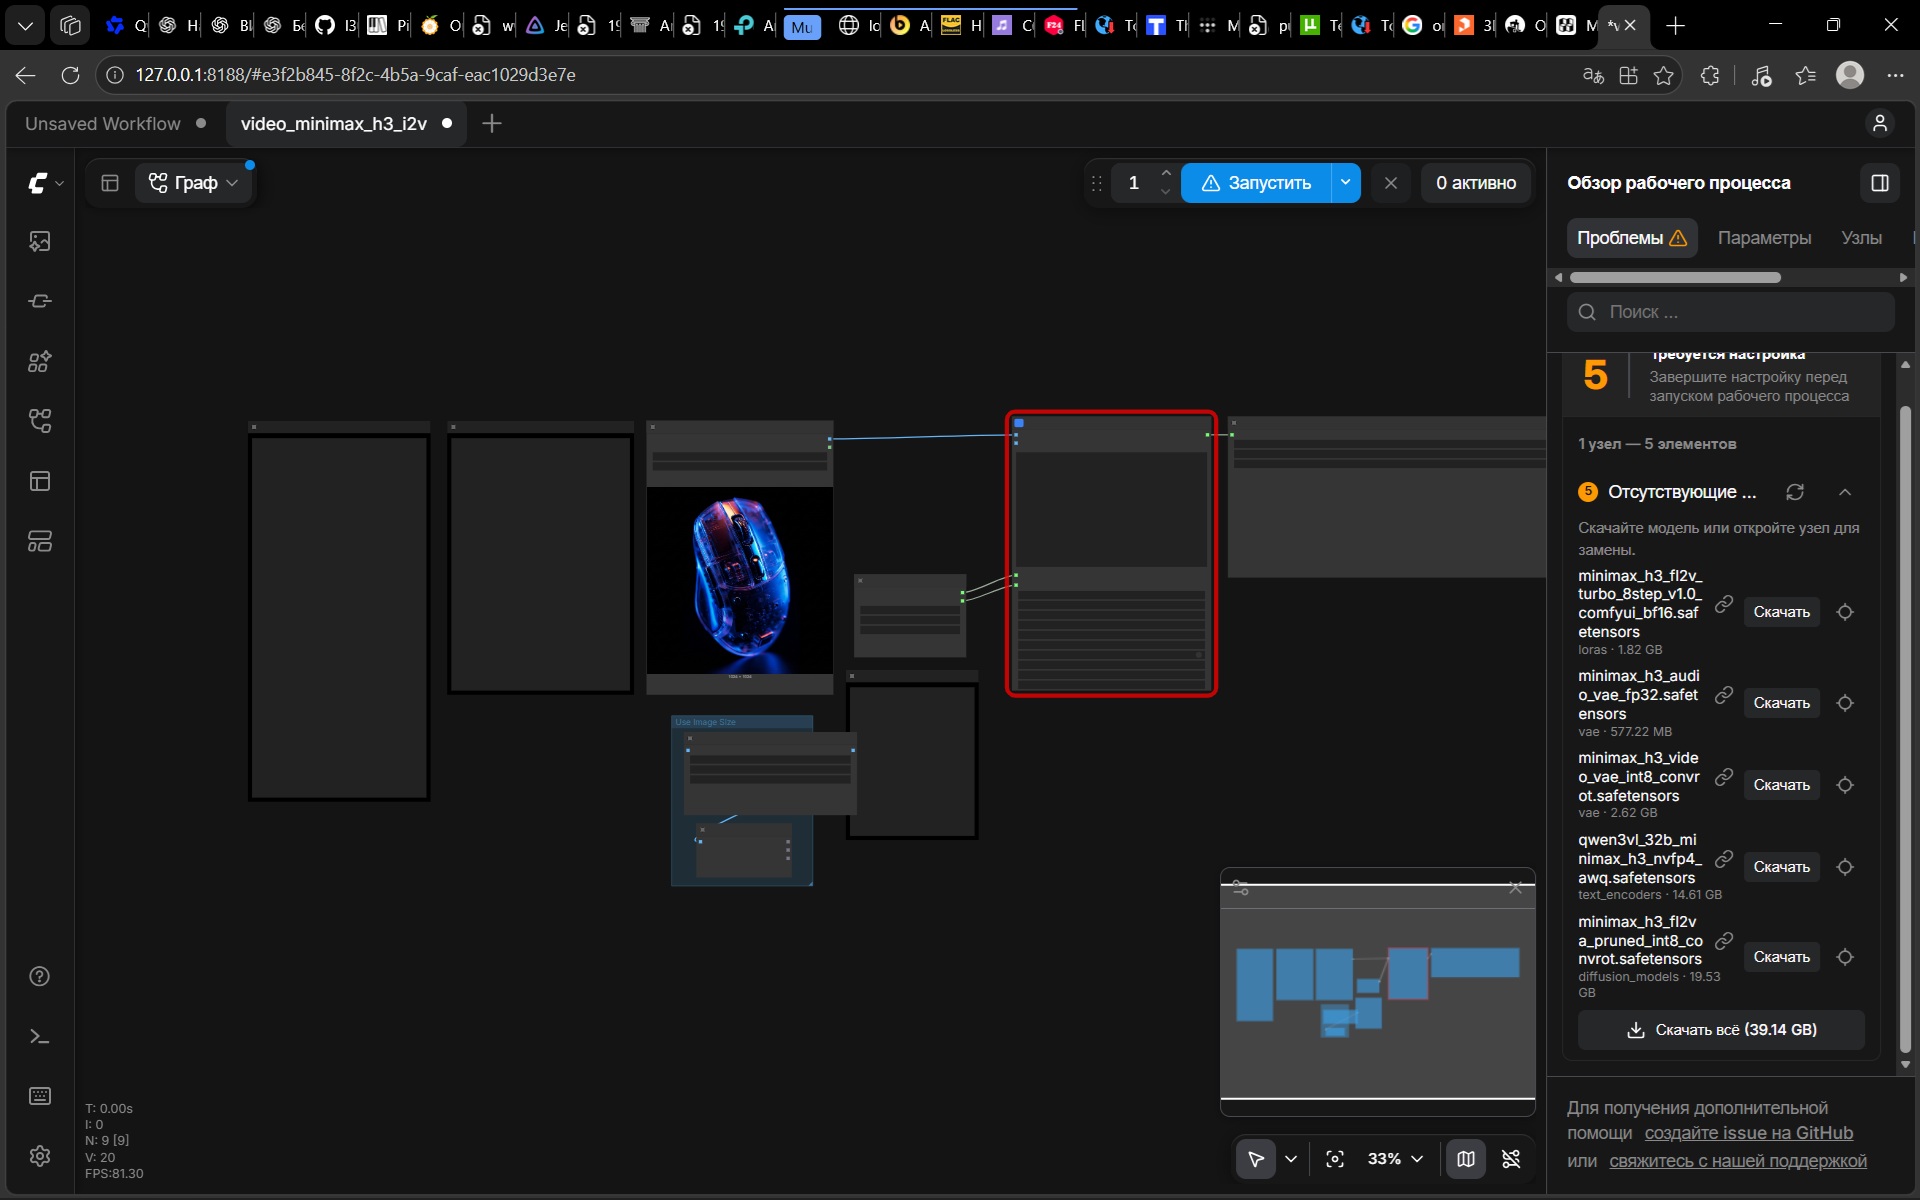 Mu
127.0.0.1:8188/#e3f2b845-8f2c-4b5a-9caf-eac1029d3e7e
Unsaved Workflow
video_minimax_h3_i2v
Граф
1
Запустить
0 активно
Обзор рабочего процесса
Проблемы
Параметры
Узлы
Поиск ...
5
Требуется настройка
Завершите настройку перед
запуском рабочего процесса
1 узел — 5 элементов
5
Отсутствующие ...
Скачайте модель или откройте узел для
замены.
minimax_h3_fl2v_
turbo_8step_v1.0_
comfyui_bf16.saf
etensors
loras · 1.82 GB
Скачать
minimax_h3_audi
o_vae_fp32.safet
ensors
vae · 577.22 MB
Скачать
minimax_h3_vide
o_vae_int8_convr
ot.safetensors
vae · 2.62 GB
Скачать
qwen3vl_32b_mi
nimax_h3_nvfp4_
awq.safetensors
text_encoders · 14.61 GB
Скачать
minimax_h3_fl2v
a_pruned_int8_co
nvrot.safetensors
diffusion_models · 19.53
GB
Скачать
Скачать всё (39.14 GB)
Для получения дополнительной
помощи создайте issue на GitHub
или свяжитесь с нашей поддержкой
Use Image Size
T: 0.00s
I: 0
N: 9 [9]
V: 20
FPS:81.30
33%